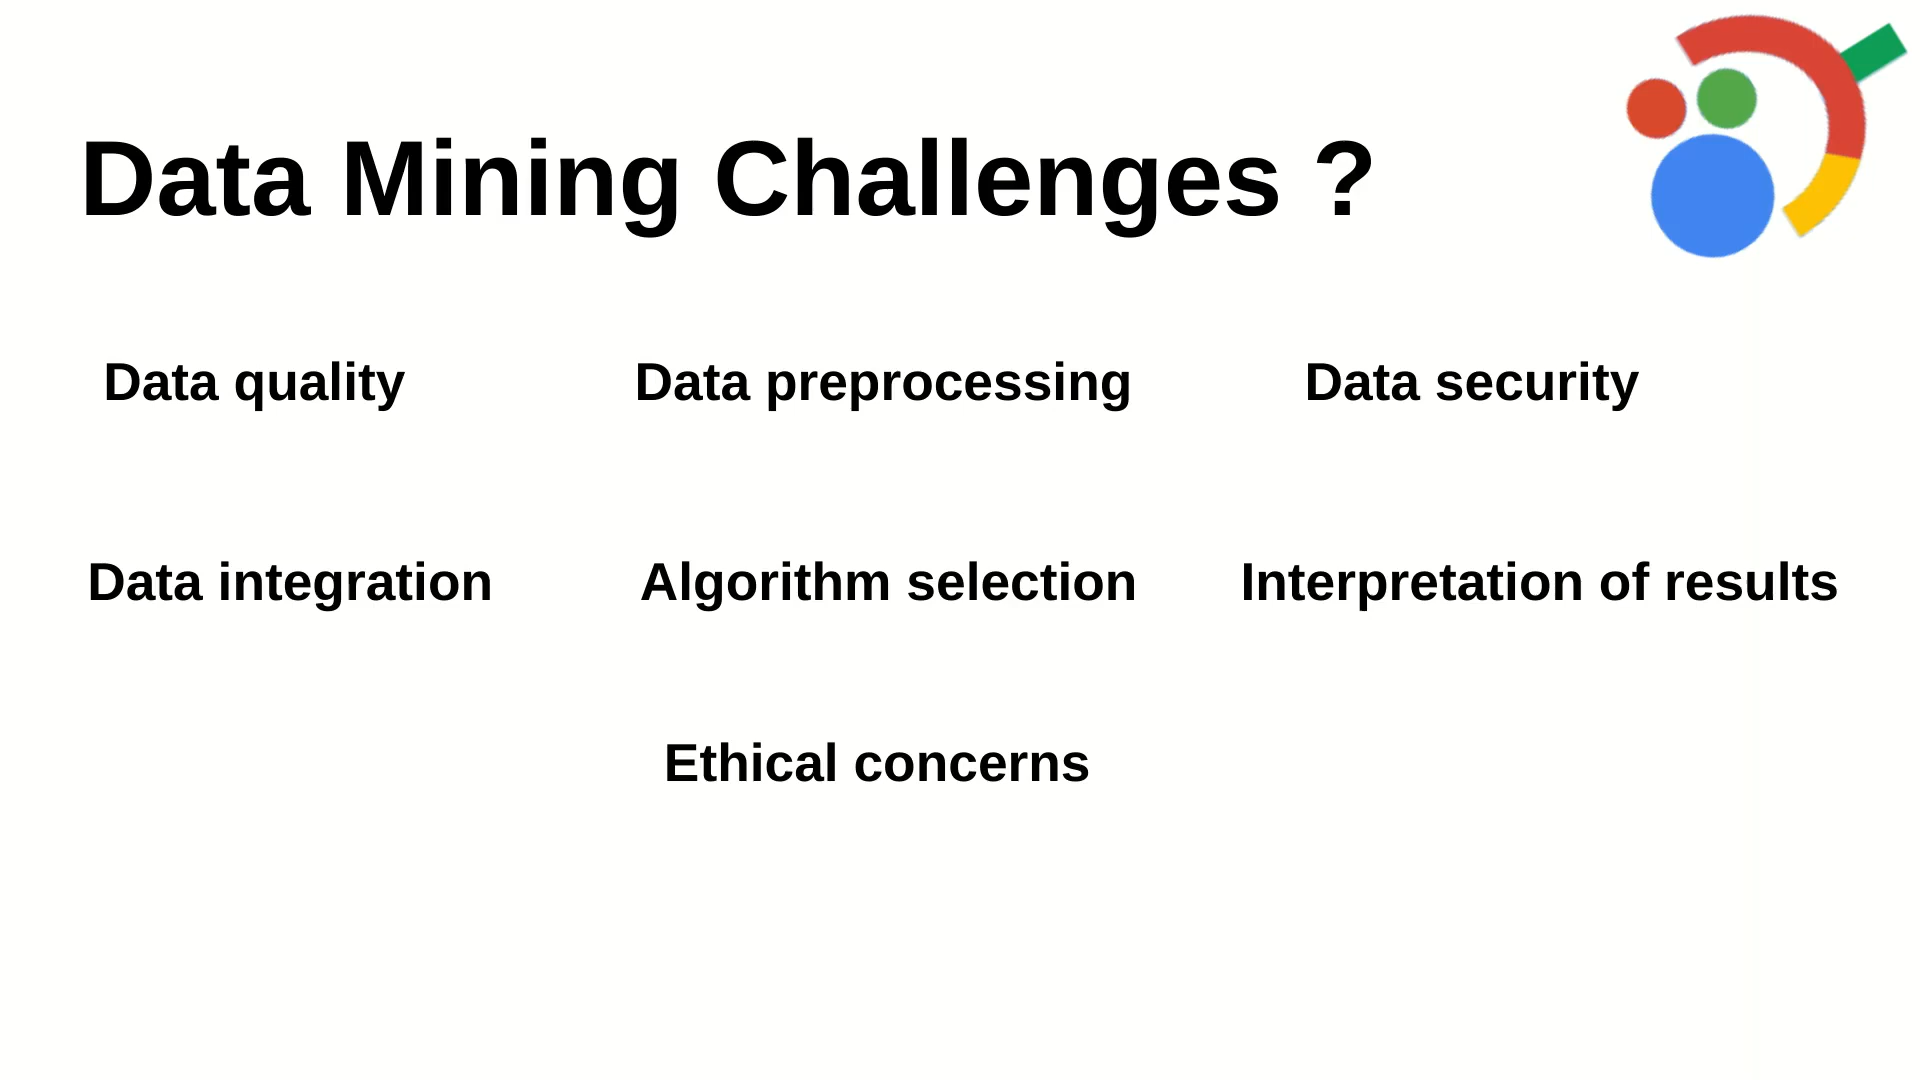 Data Mining Challenges ?
Data quality
Data preprocessing
Data security
Data integration
Algorithm selection
Interpretation of results
Ethical concerns